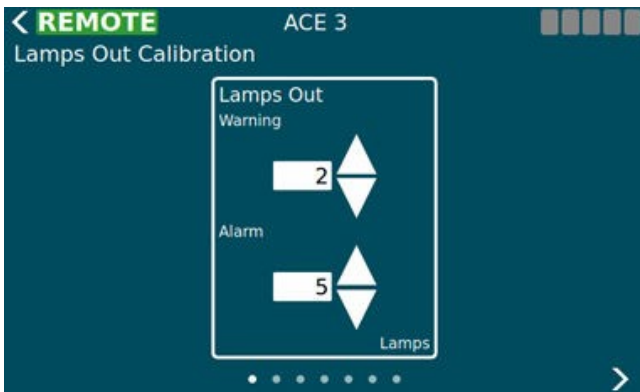 < REMOTE ACE 3
Lamps Out Calibration
Lamps Out
Warning
2
Alarm
5
Lamps
>